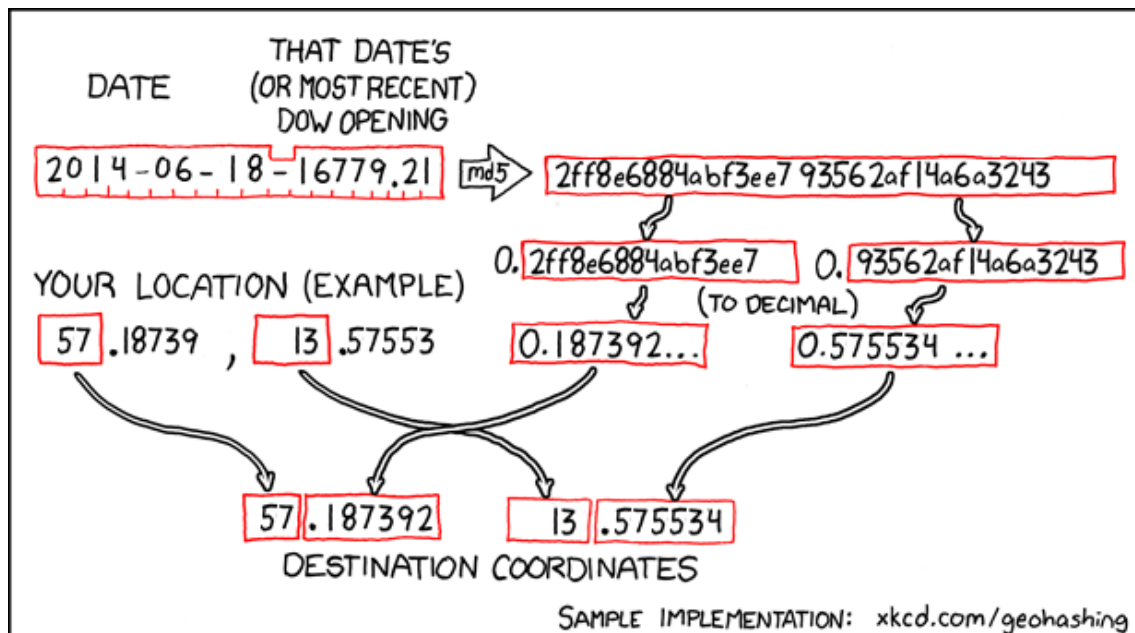 DATE
THAT DATE'S
(OR MOST RECENT)
DOW OPENING
2014-06-18-16779.21
md5
2ff8e6884abf3ee793562af14a6a3243
0.2ff8e6884abf3ee7
0.93562af14a6a3243
YOUR LOCATION (EXAMPLE)
(TO DECIMAL)
57.18739, 13.57553
0.187392...
0.575534...
57.187392
13.575534
DESTINATION COORDINATES
SAMPLE IMPLEMENTATION: xkcd.com/geohashing